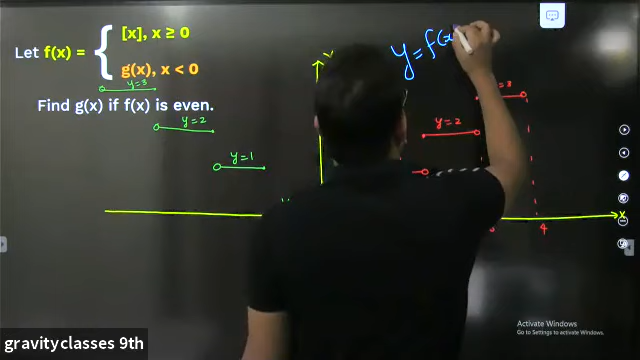 Let f(x) = { [x], x ≥ 0
g(x), x < 0
Find g(x) if f(x) is even.
y = f(x
y=3
y=2
y=1
y=2
=3
4
x
Activate Windows
Go to Settings to activate Windows.
gravityclasses 9th